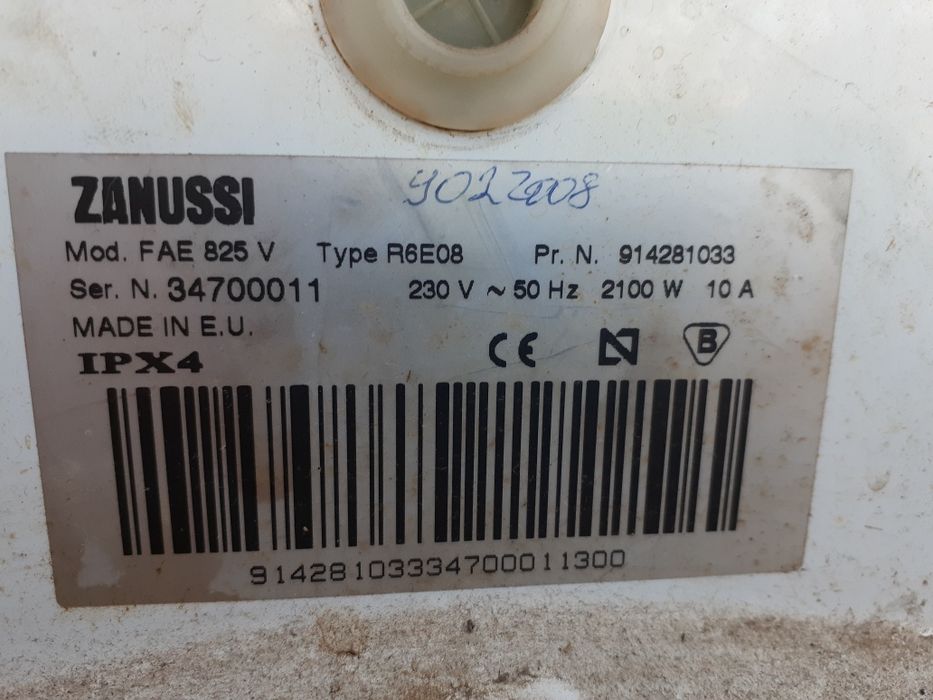 ZANUSSI
Mod. FAE 825 V Type R6E08 Pr. N. 914281033
Ser. N. 34700011 230 V ~ 50 Hz 2100 W 10 A
MADE IN E.U.
IPX4 CE N B
91428103334700011300